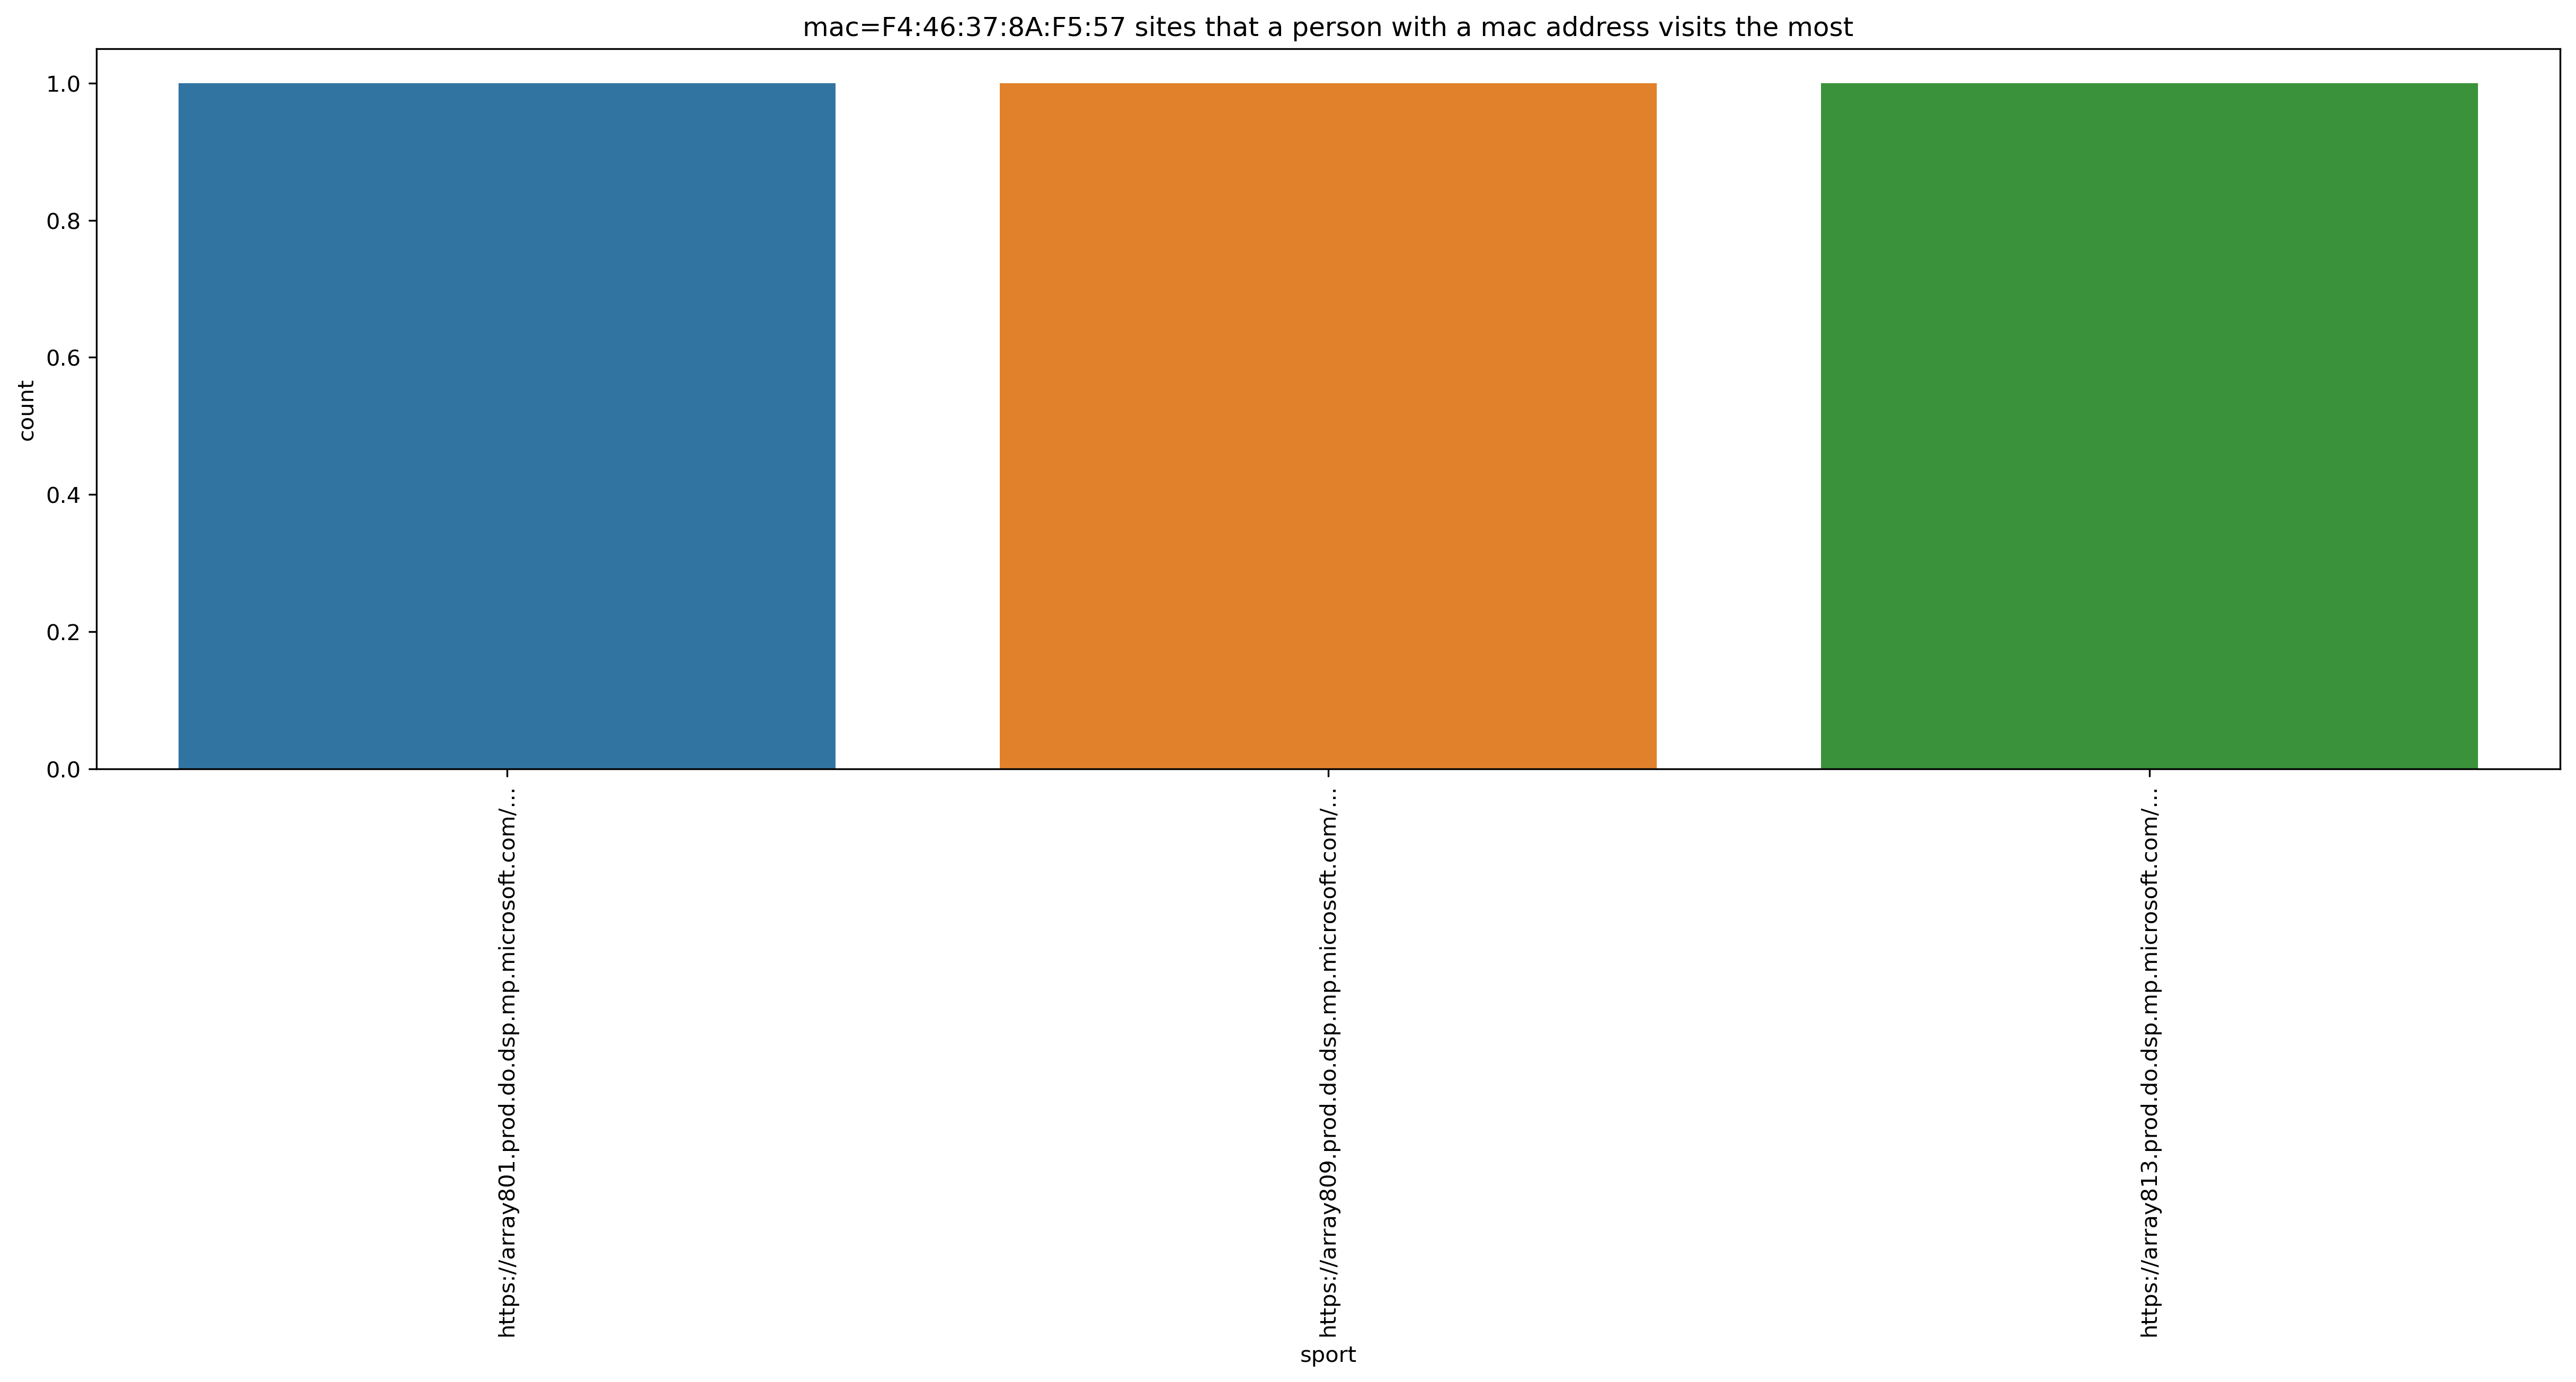 mac=F4:46:37:8A:F5:57 sites that a person with a mac address visits the most
1.0
0.8
0.6
0.4
0.2
0.0
count
https://array801.prod.do.dsp.mp.microsoft.com/...
https://array809.prod.do.dsp.mp.microsoft.com/...
https://array813.prod.do.dsp.mp.microsoft.com/...
sport